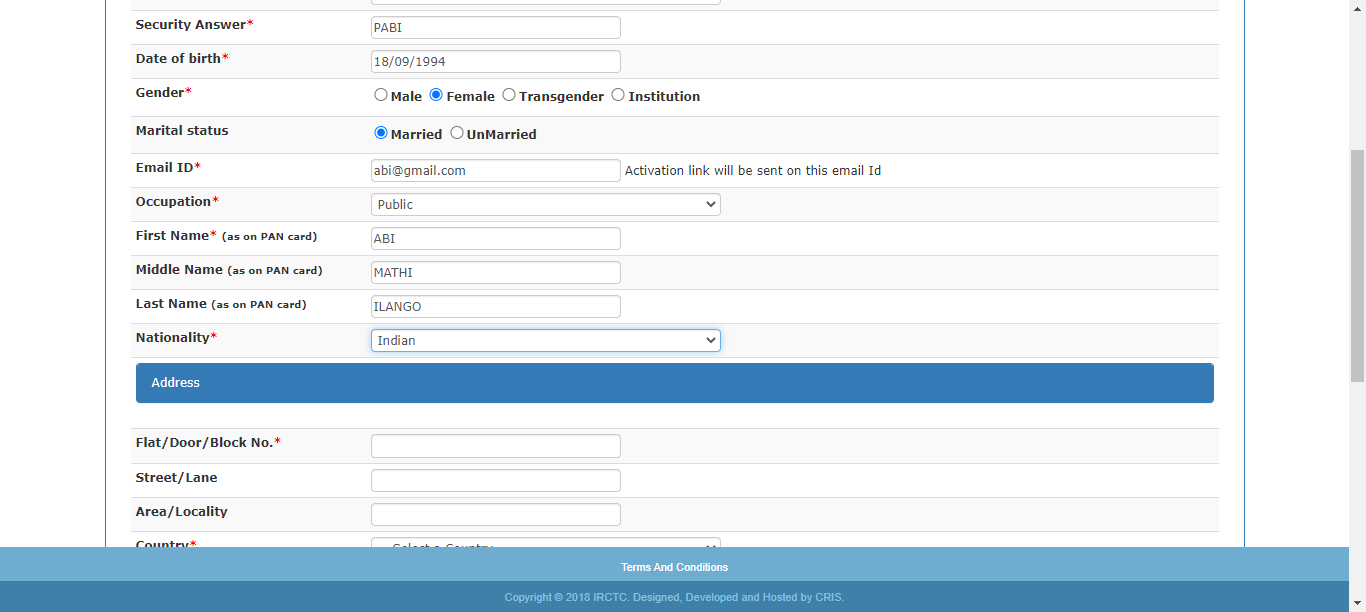 Security Answer* PABI
Date of birth* 18/09/1994
Gender* Male Female Transgender Institution
Marital status Married UnMarried
Email ID* abi@gmail.com Activation link will be sent on this email Id
Occupation* Public
First Name* (as on PAN card) ABI
Middle Name (as on PAN card) MATHI
Last Name (as on PAN card) ILANGO
Nationality* Indian
Address
Flat/Door/Block No.*
Street/Lane
Area/Locality
Country* Select a Country
Terms And Conditions
Copyright © 2018 IRCTC. Designed, Developed and Hosted by CRIS.